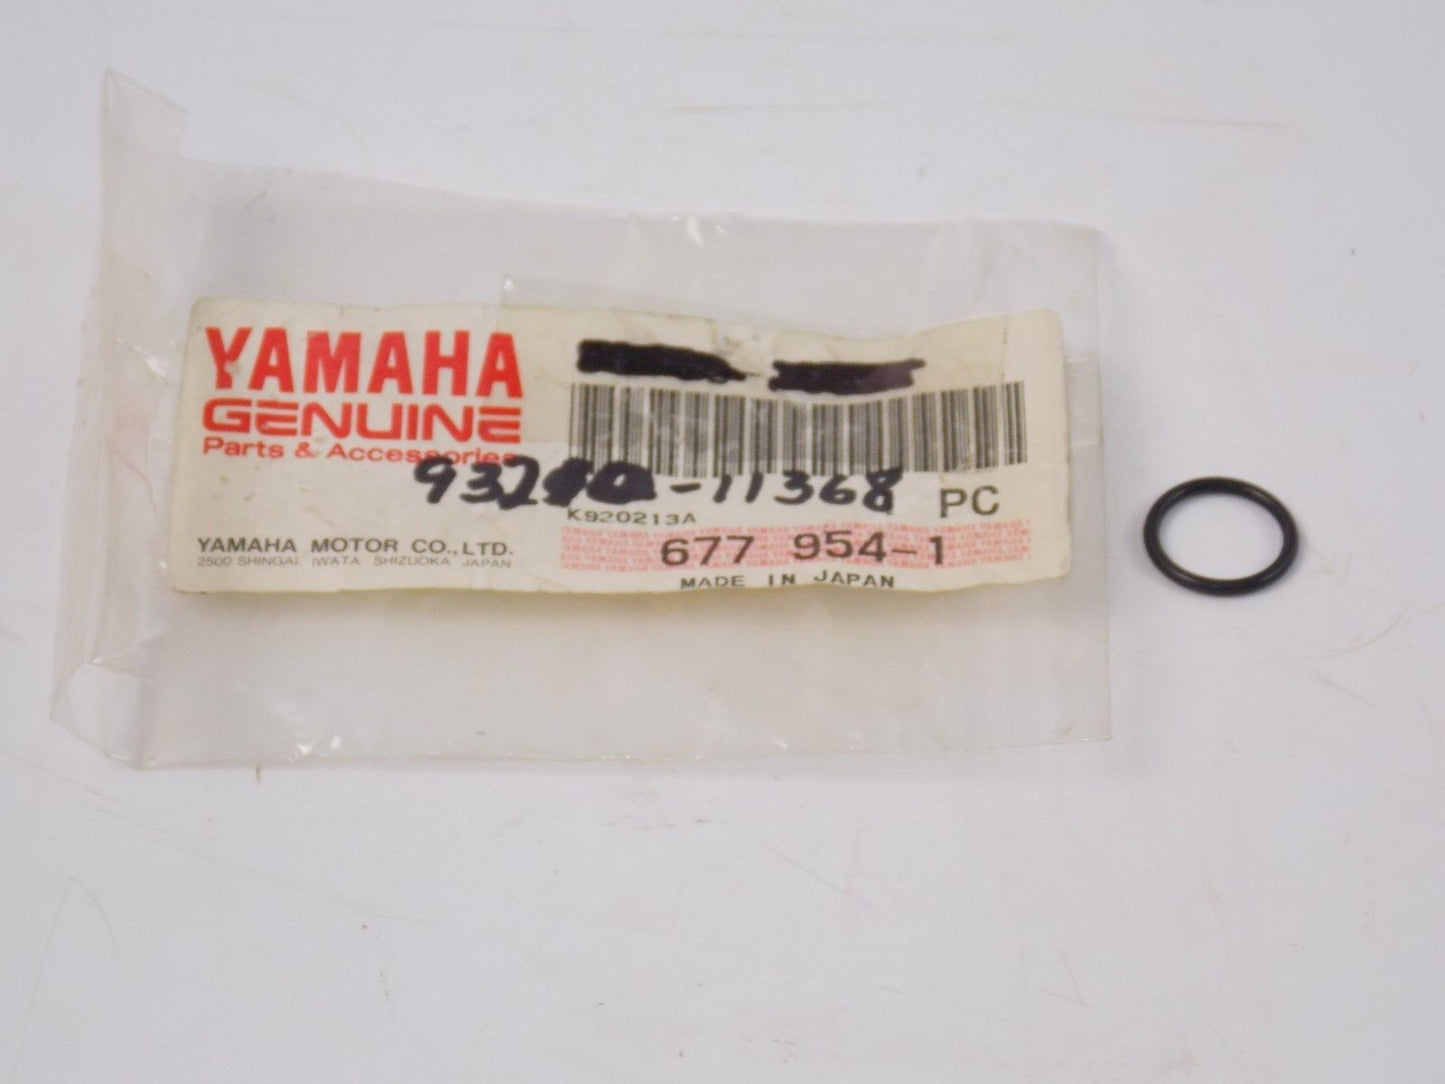 YAMAHA
GENUINE
Parts & Accessories
-11368 PC
K920213A
YAMAHA MOTOR CO.,LTD.
2500 SHINGAI IWATA SHIZUOKA JAPAN
677 954-1
MADE IN JAPAN